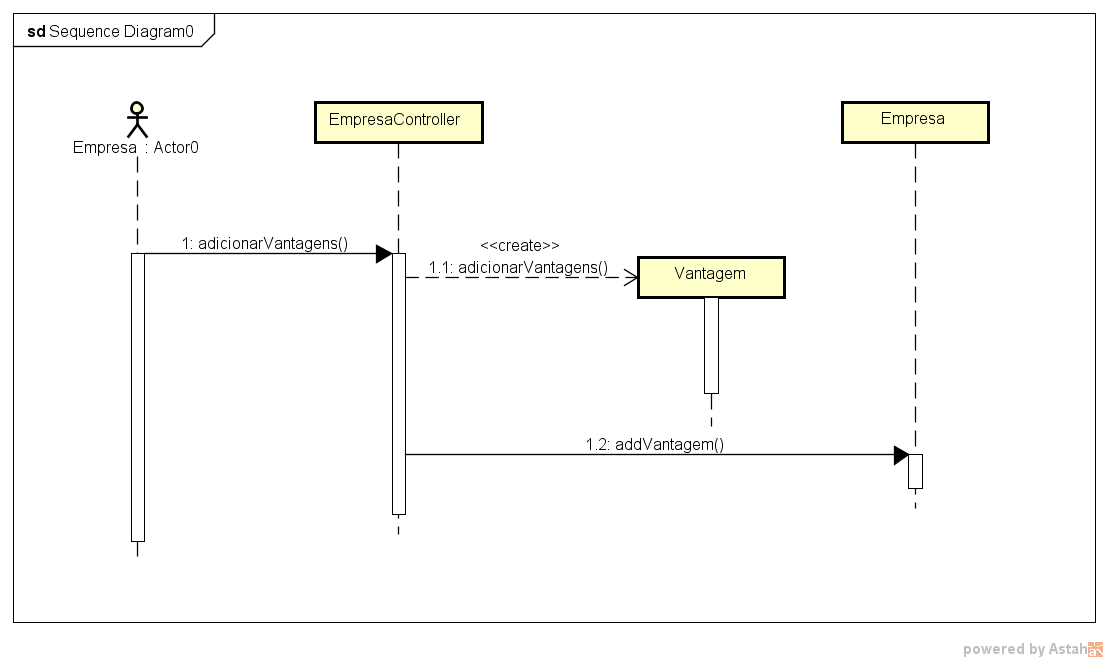 sd Sequence Diagram0
Empresa : Actor0
EmpresaController
Empresa
1: adicionarVantagens()
<<create>>
1.1: adicionarVantagens()
Vantagem
1.2: addVantagem()
powered by Astah